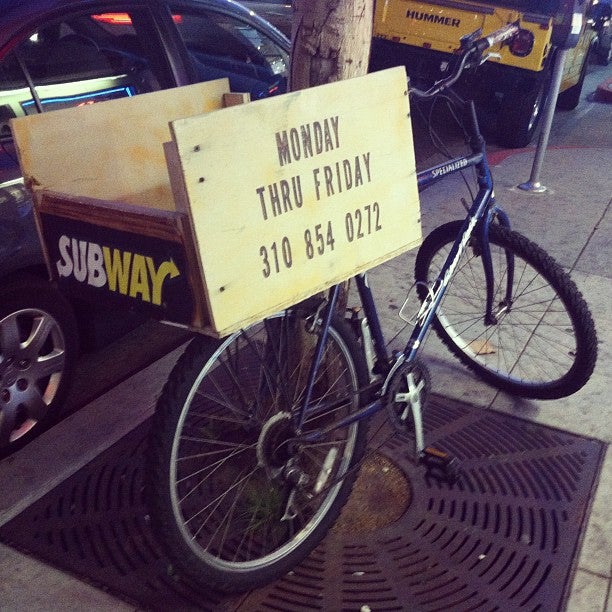 HUMMER
MONDAY
THRU FRIDAY
310 854 0272
SPECIALIZED
SUBWAY